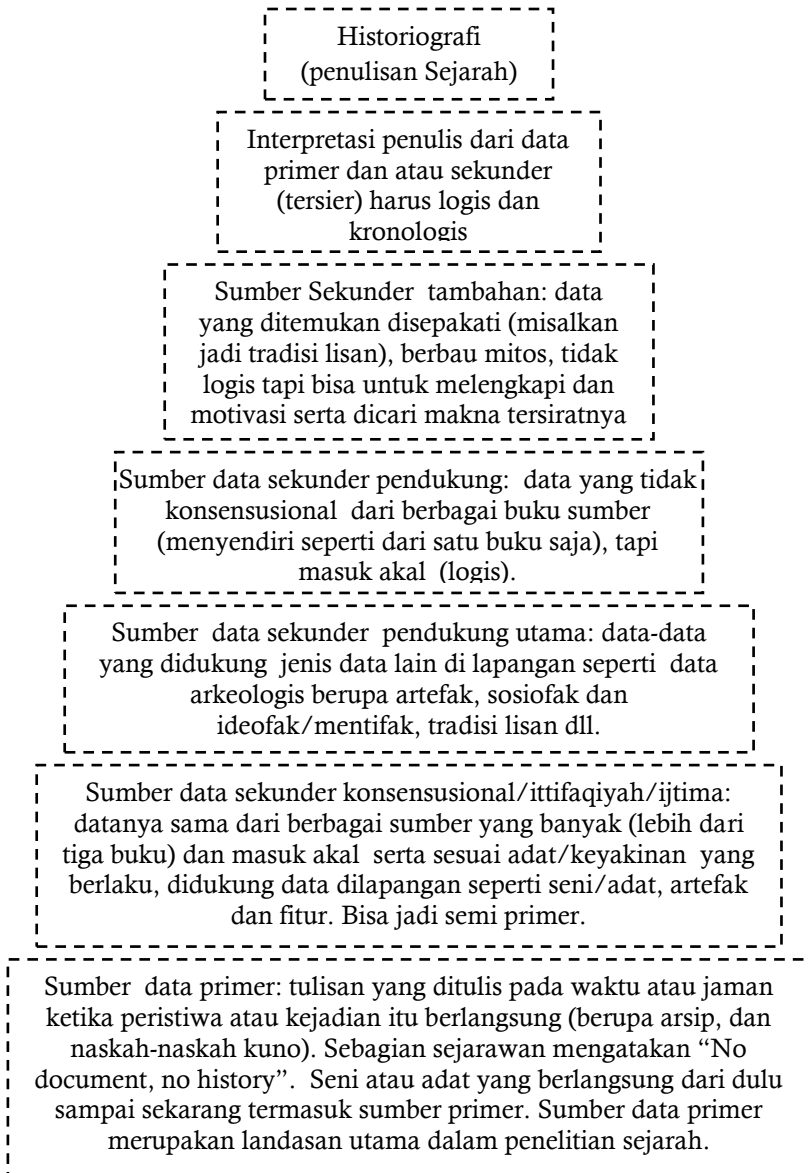 Historiografi
(penulisan Sejarah)
Interpretasi penulis dari data
primer dan atau sekunder
(tersier) harus logis dan
kronologis
Sumber Sekunder tambahan: data
yang ditemukan disepakati (misalkan
jadi tradisi lisan), berbau mitos, tidak
logis tapi bisa untuk melengkapi dan
motivasi serta dicari makna tersiratnya
Sumber data sekunder pendukung: data yang tidak
konsensusional dari berbagai buku sumber
(menyendiri seperti dari satu buku saja), tapi
masuk akal (logis).
Sumber data sekunder pendukung utama: data-data
yang didukung jenis data lain di lapangan seperti data
arkeologis berupa artefak, sosiofak dan
ideofak/mentifak, tradisi lisan dll.
Sumber data sekunder konsensusional/ittifaqiyah/ijtima:
datanya sama dari berbagai sumber yang banyak (lebih dari
tiga buku) dan masuk akal serta sesuai adat/keyakinan yang
berlaku, didukung data dilapangan seperti seni/adat, artefak
dan fitur. Bisa jadi semi primer.
Sumber data primer: tulisan yang ditulis pada waktu atau jaman
ketika peristiwa atau kejadian itu berlangsung (berupa arsip, dan
naskah-naskah kuno). Sebagian sejarawan mengatakan “No
document, no history”. Seni atau adat yang berlangsung dari dulu
sampai sekarang termasuk sumber primer. Sumber data primer
merupakan landasan utama dalam penelitian sejarah.